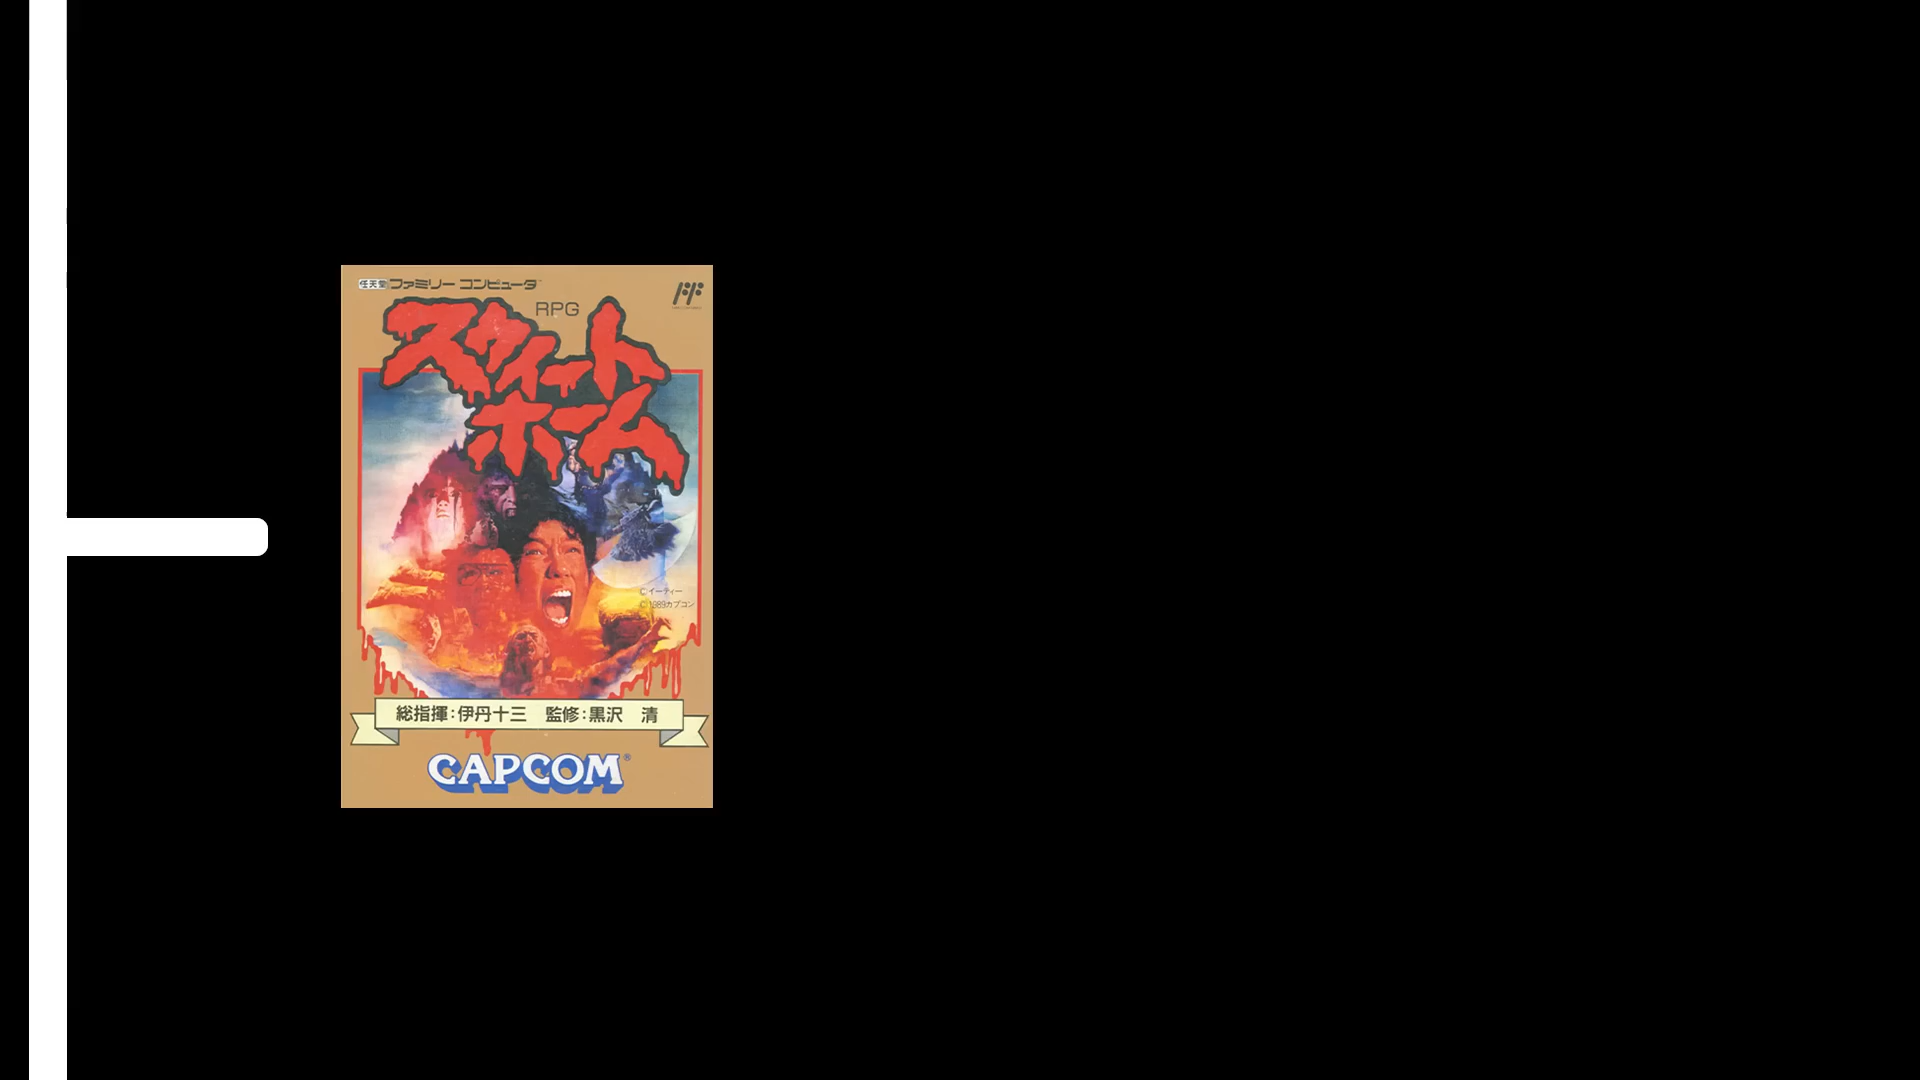 任天堂 ファミリー コンピュータ™
RPG
スウィート
ホーム
©イーティー
©1989カプコン
総指揮:伊丹十三 監修:黒沢 清
CAPCOM®